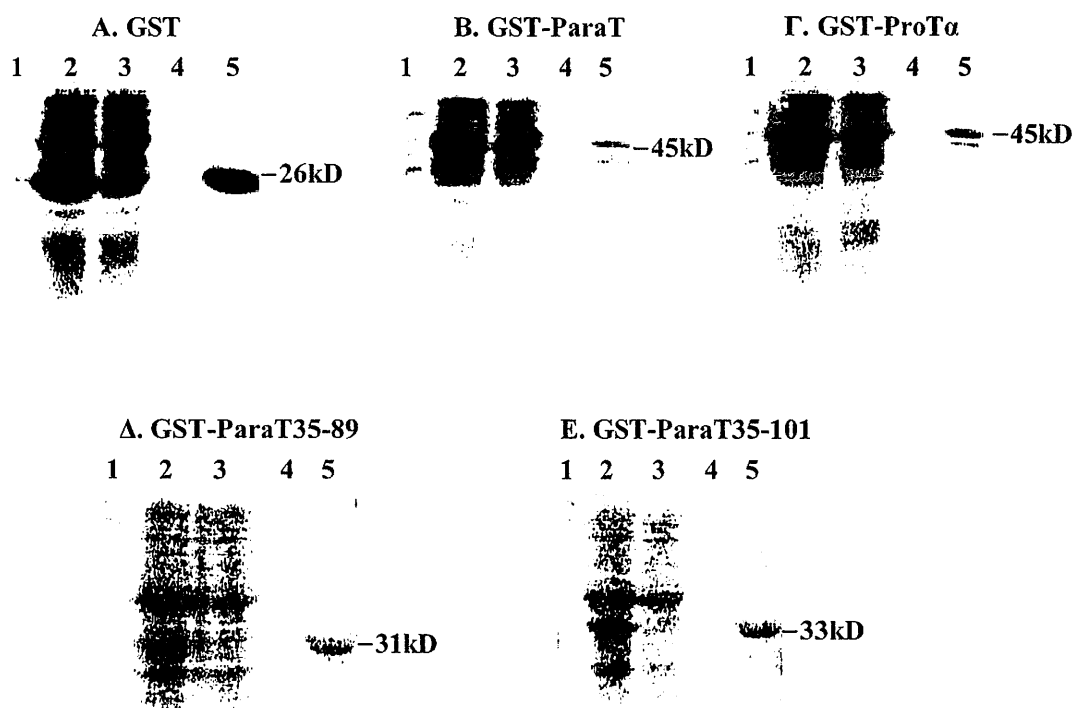 Α. GST
1 2 3 4 5
–26kD
Β. GST-ParaT
1 2 3 4 5
–45kD
Γ. GST-ProTα
1 2 3 4 5
–45kD
Δ. GST-ParaT35-89
1 2 3 4 5
–31kD
Ε. GST-ParaT35-101
1 2 3 4 5
–33kD